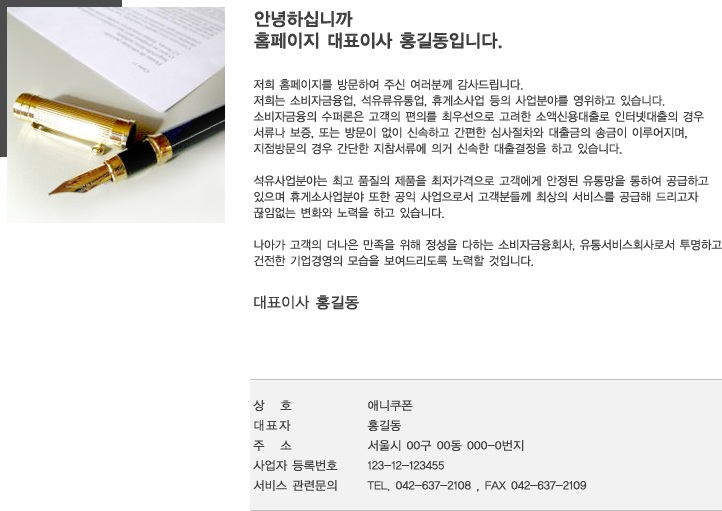 안녕하십니까
홈페이지 대표이사 홍길동입니다.
저희 홈페이지를 방문하여 주신 여러분께 감사드립니다.
저희는 소비자금융업, 석유류유통업, 휴게소사업 등의 사업분야를 영위하고 있습니다.
소비자금융의 수퍼론은 고객의 편의를 최우선으로 고려한 소액신용대출로 인터넷대출의 경우
서류나 보증, 또는 방문이 없이 신속하고 간편한 심사절차와 대출금의 송금이 이루어지며,
지점방문의 경우 간단한 지참서류에 의거 신속한 대출결정을 하고 있습니다.
석유사업분야는 최고 품질의 제품을 최저가격으로 고객에게 안정된 유통망을 통하여 공급하고
있으며 휴게소사업분야 또한 공익 사업으로서 고객분들께 최상의 서비스를 공급해 드리고자
끊임없는 변화와 노력을 하고 있습니다.
나아가 고객의 더나은 만족을 위해 정성을 다하는 소비자금융회사, 유통서비스회사로서 투명하고
건전한 기업경영의 모습을 보여드리도록 노력할 것입니다.
대표이사 홍길동
상 호 애니쿠폰
대표자 홍길동
주 소 서울시 00구 00동 000-0번지
사업자 등록번호 123-12-123455
서비스 관련문의 TEL. 042-637-2108 , FAX 042-637-2109